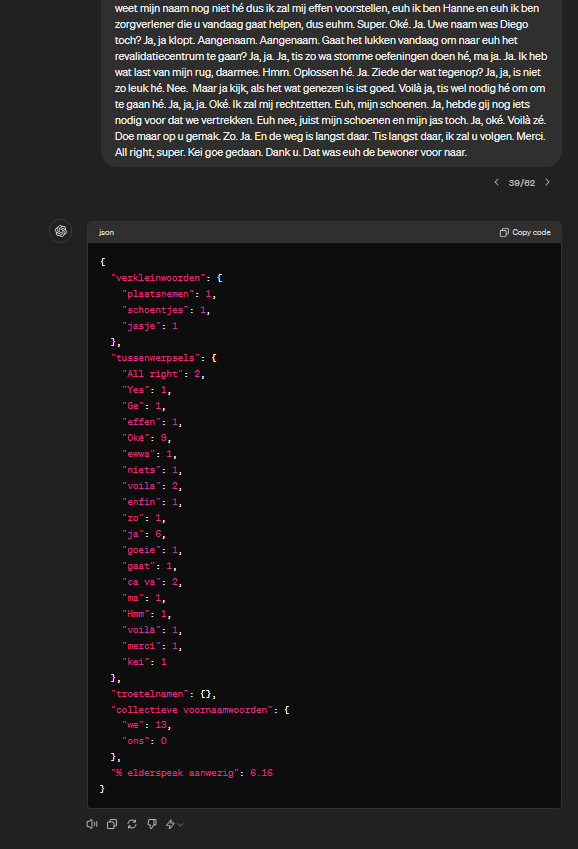 weet mijn naam nog niet hé dus ik zal mij effen voorstellen, euh ik ben Hanne en euh ik ben
zorgverlener die u vandaag gaat helpen, dus euhm. Super. Oké. Ja. Uwe naam was Diego
toch? Ja, ja klopt. Aangenaam. Aangenaam. Gaat het lukken vandaag om naar euh het
revalidatiecentrum te gaan? Ja, ja. Ja, tis zo wa stomme oefeningen doen hé, ma ja. Ja. Ik heb
wat last van mijn rug, daarmee. Hmm. Oplossen hé. Ja. Ziede der wat tegenop? Ja, ja, is niet
zo leuk hé. Nee.  Maar ja kijk, als het wat genezen is ist goed. Voilà ja, tis wel nodig hé om om
te gaan hé. Ja, ja, ja. Oké. Ik zal mij rechtzetten. Euh, mijn schoenen. Ja, hebde gij nog iets
nodig voor dat we vertrekken. Euh nee, juist mijn schoenen en mijn jas toch. Ja, oké. Voilà zé.
Doe maar op u gemak. Zo. Ja. En de weg is langst daar. Tis langst daar, ik zal u volgen. Merci.
All right, super. Kei goe gedaan. Dank u. Dat was euh de bewoner voor naar.
< 39/62 >
json
Copy code
{
"verkleinwoorden": {
"plaatsnemen": 1,
"schoentjes": 1,
"jasje": 1
},
"tussenwerpsels": {
"All right": 2,
"Yes": 1,
"Ge": 1,
"effen": 1,
"Oké": 9,
"ewwa": 1,
"niets": 1,
"voila": 2,
"enfin": 1,
"zo": 1,
"ja": 6,
"goeie": 1,
"gast": 1,
"ca va": 2,
"ma": 1,
"Hmm": 1,
"voilà": 1,
"merci": 1,
"kei": 1
},
"troetelnamen": {},
"collectieve voornaamwoorden": {
"we": 13,
"ons": 0
},
"% elderspeak aanwezig": 6.16
}